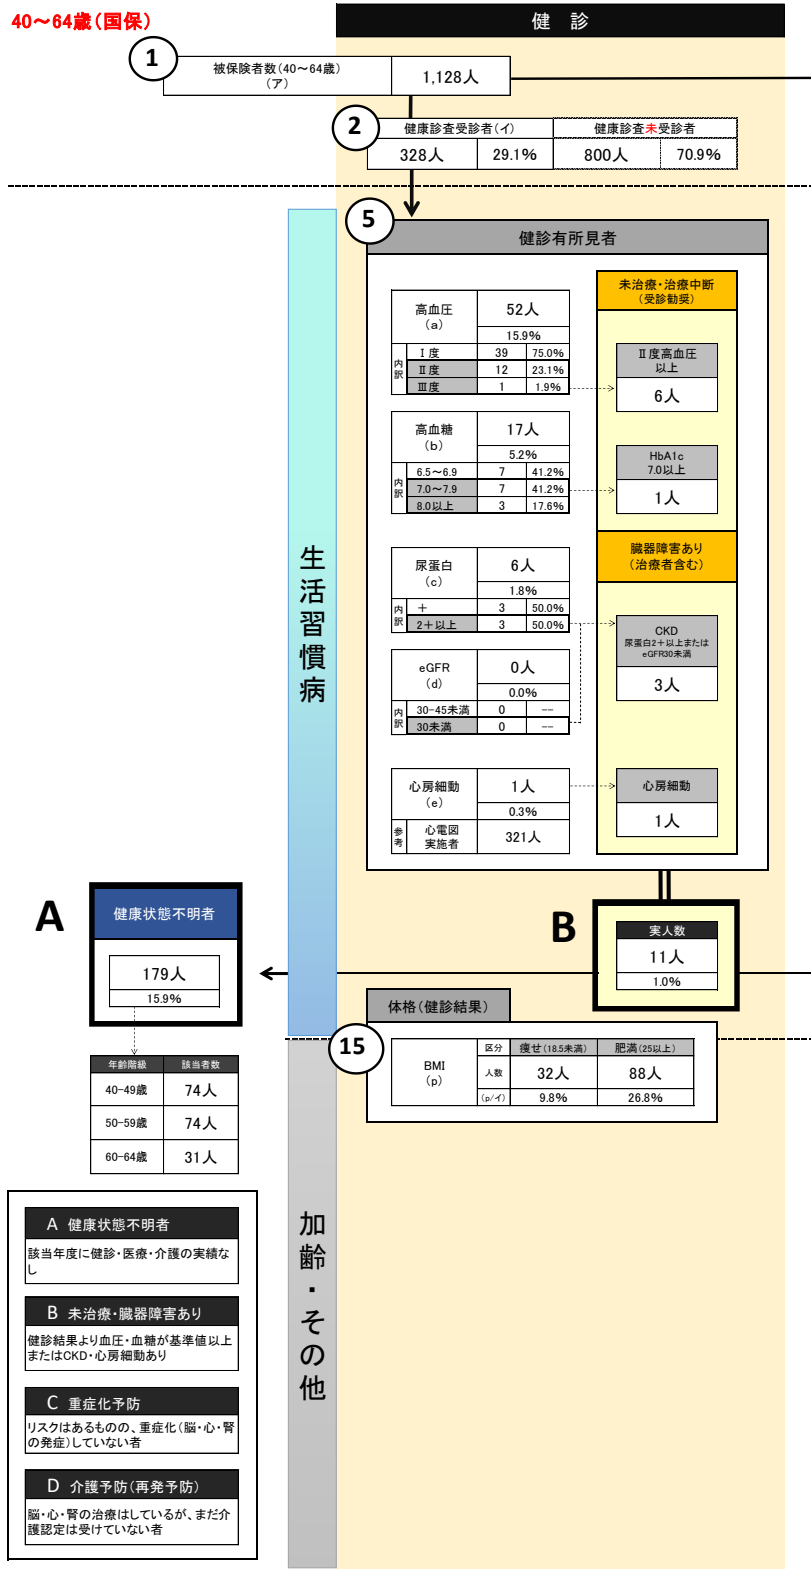 40～64歳（国保）
健　診
1
被保険者数（40～64歳）
（ア）
1,128人
2
健康診査受診者（イ）
健康診査未受診者
328人
29.1%
800人
70.9%
5
健診有所見者
未治療・治療中断
（受診勧奨）
高血圧
（a）
52人
15.9%
内訳
Ⅰ度 39 75.0%
Ⅱ度 12 23.1%
Ⅲ度 1 1.9%
Ⅱ度高血圧
以上
6人
高血糖
（b）
17人
5.2%
内訳
6.5～6.9 7 41.2%
7.0～7.9 7 41.2%
8.0以上 3 17.6%
HbA1c
7.0以上
1人
臓器障害あり
（治療者含む）
尿蛋白
（c）
6人
1.8%
内訳
＋ 3 50.0%
2＋以上 3 50.0%
CKD
尿蛋白2＋以上または
eGFR30未満
3人
eGFR
（d）
0人
0.0%
内訳
30-45未満 0 --
30未満 0 --
心房細動
（e）
1人
0.3%
参考
心電図
実施者
321人
心房細動
1人
生活習慣病
A
健康状態不明者
179人
15.9%
B
実人数
11人
1.0%
年齢階級 該当者数
40-49歳 74人
50-59歳 74人
60-64歳 31人
体格（健診結果）
15
BMI
（p）
区分 痩せ（18.5未満） 肥満（25以上）
人数 32人 88人
（p/イ） 9.8% 26.8%
加齢・その他
A 健康状態不明者
該当年度に健診・医療・介護の実績な
し
B 未治療・臓器障害あり
健診結果より血圧・血糖が基準値以上
またはCKD・心房細動あり
C 重症化予防
リスクはあるものの、重症化（脳・心・腎
の発症）していない者
D 介護予防（再発予防）
脳・心・腎の治療はしているが、まだ介
護認定は受けていない者